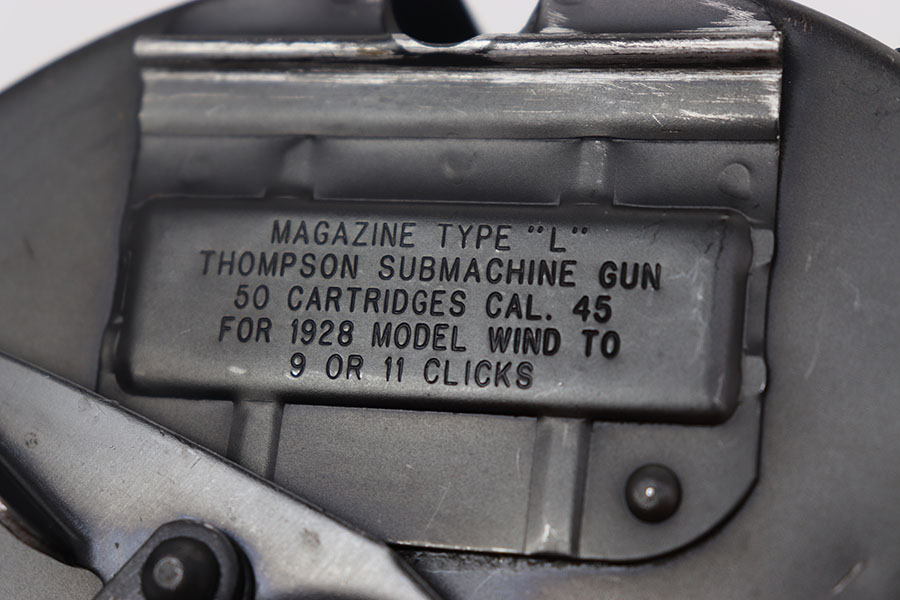 MAGAZINE TYPE "L"
THOMPSON SUBMACHINE GUN
50 CARTRIDGES CAL. 45
FOR 1928 MODEL WIND TO
9 OR 11 CLICKS